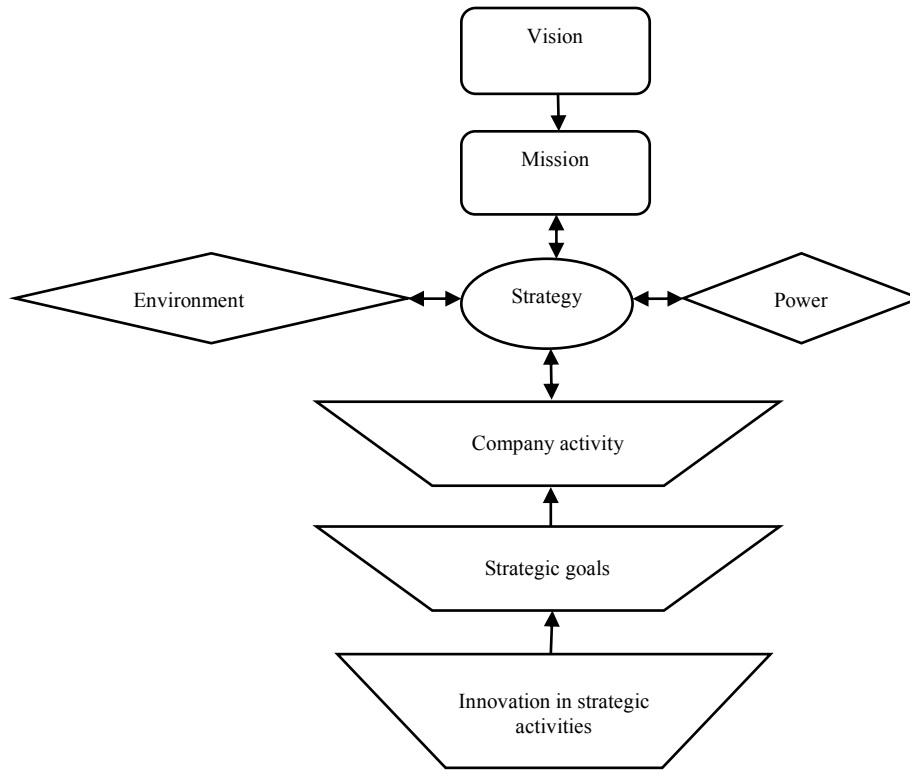 Vision
Mission
Environment
Strategy
Power
Company activity
Strategic goals
Innovation in strategic
activities